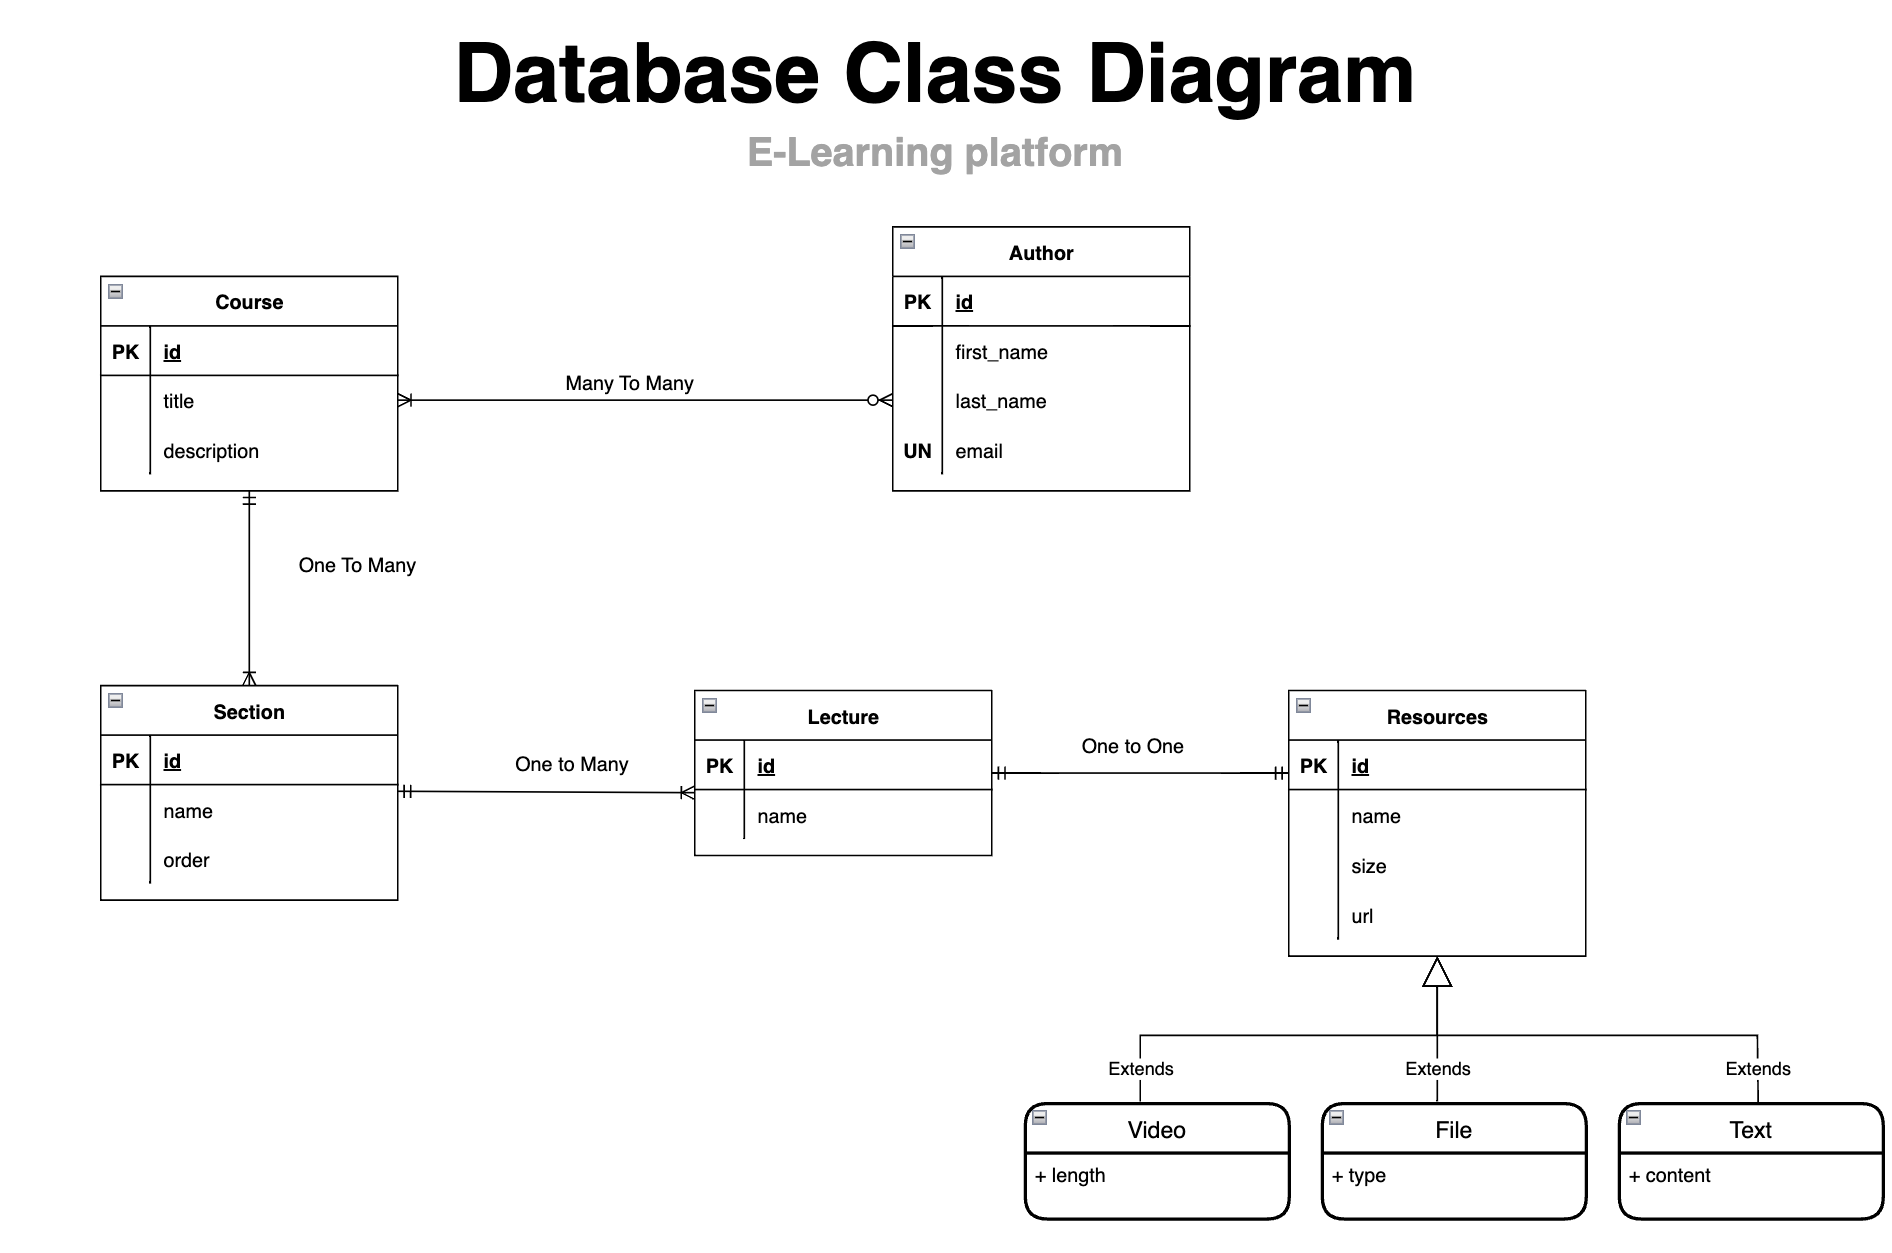 Database Class Diagram
E-Learning platform
Course
PK id
title
description
Many To Many
Author
PK id
first_name
last_name
UN email
One To Many
Section
PK id
name
order
One to Many
Lecture
PK id
name
One to One
Resources
PK id
name
size
url
Extends
Extends
Extends
Video
+ length
File
+ type
Text
+ content